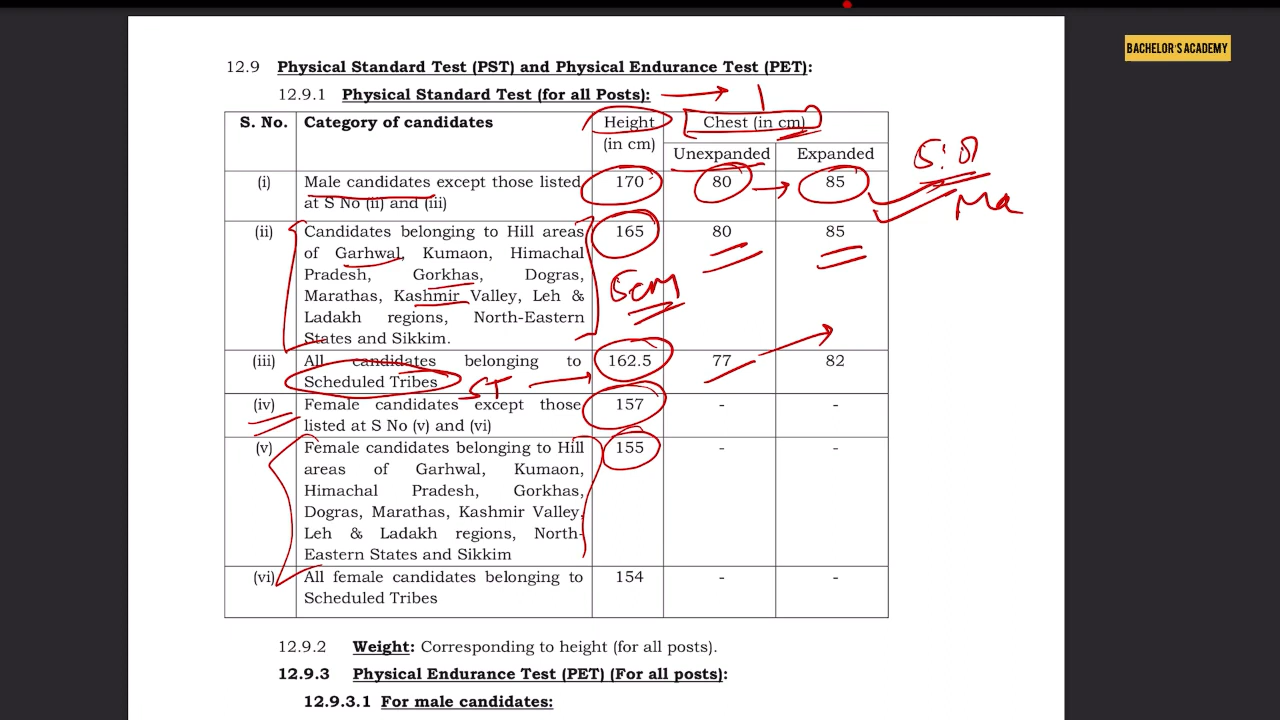 BACHELOR'S ACADEMY
12.9 Physical Standard Test (PST) and Physical Endurance Test (PET):
12.9.1 Physical Standard Test (for all Posts):
S. No. Category of candidates Height (in cm) Chest (in cm)
Unexpanded Expanded
(i) Male candidates except those listed 170 80 85
at S No (ii) and (iii)
(ii) Candidates belonging to Hill areas 165 80 85
of Garhwal, Kumaon, Himachal
Pradesh, Gorkhas, Dogras,
Marathas, Kashmir Valley, Leh &
Ladakh regions, North-Eastern
States and Sikkim.
5cm
(iii) All candidates belonging to 162.5 77 82
Scheduled Tribes ST
(iv) Female candidates except those 157 - -
listed at S No (v) and (vi)
(v) Female candidates belonging to Hill 155 - -
areas of Garhwal, Kumaon,
Himachal Pradesh, Gorkhas,
Dogras, Marathas, Kashmir Valley,
Leh & Ladakh regions, North-
Eastern States and Sikkim
(vi) All female candidates belonging to 154 - -
Scheduled Tribes
12.9.2 Weight: Corresponding to height (for all posts).
12.9.3 Physical Endurance Test (PET) (For all posts):
12.9.3.1 For male candidates: